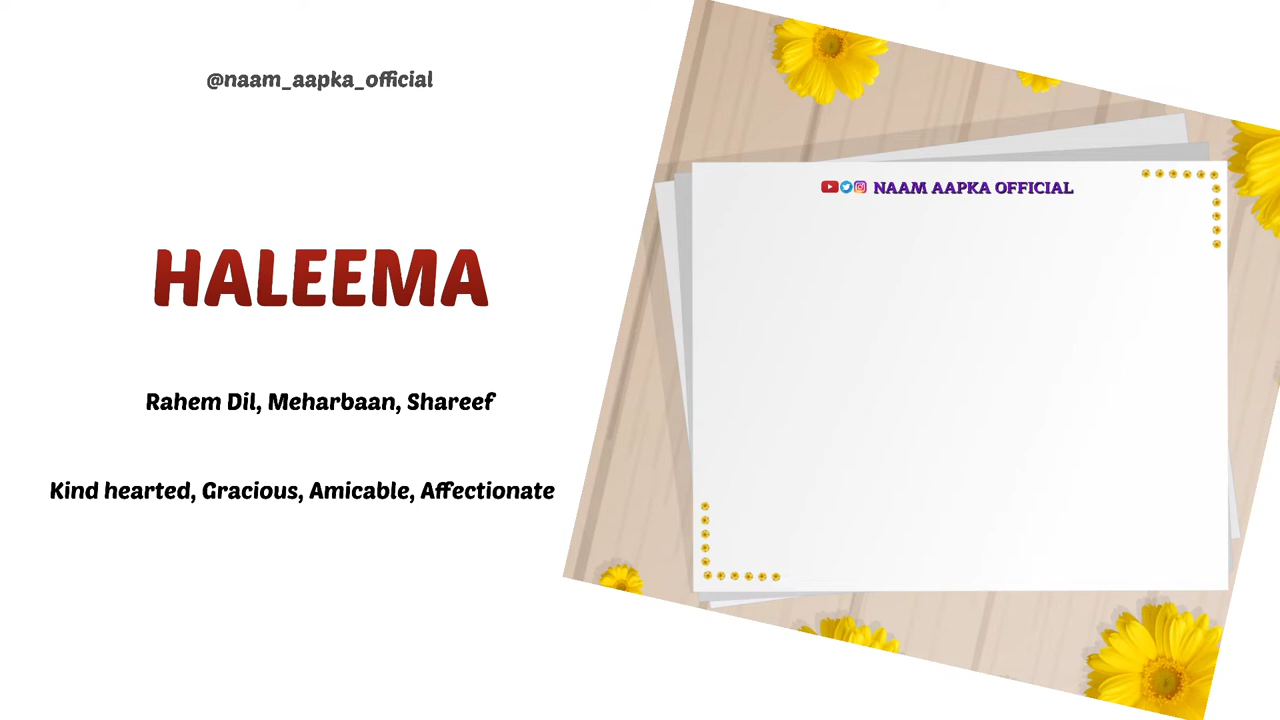 @naam_aapka_official
HALEEMA
Rahem Dil, Meharbaan, Shareef
Kind hearted, Gracious, Amicable, Affectionate
NAAM AAPKA OFFICIAL